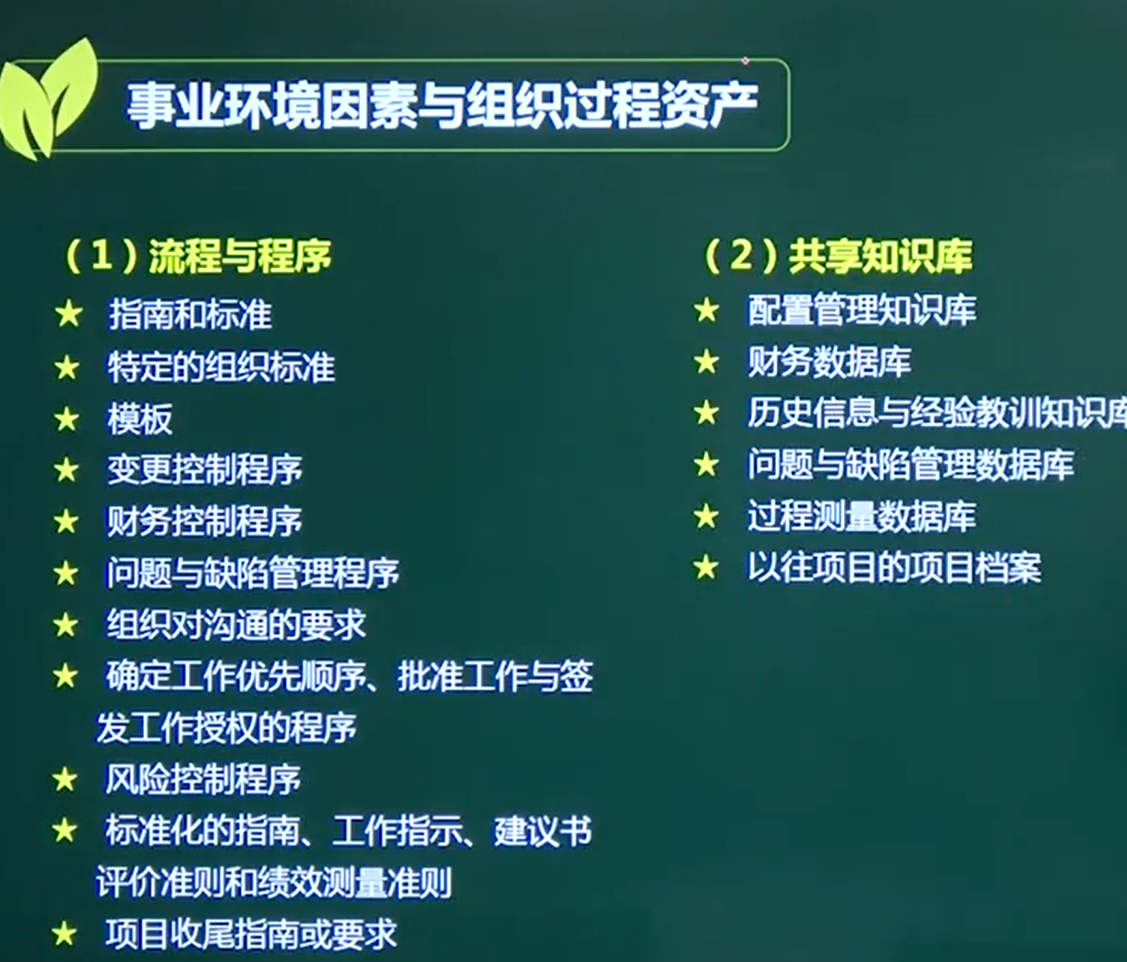 事业环境因素与组织过程资产
（1）流程与程序
★ 指南和标准
★ 特定的组织标准
★ 模板
★ 变更控制程序
★ 财务控制程序
★ 问题与缺陷管理程序
★ 组织对沟通的要求
★ 确定工作优先顺序、批准工作与签
发工作授权的程序
★ 风险控制程序
★ 标准化的指南、工作指示、建议书
评价准则和绩效测量准则
★ 项目收尾指南或要求
（2）共享知识库
★ 配置管理知识库
★ 财务数据库
★ 历史信息与经验教训知识库
★ 问题与缺陷管理数据库
★ 过程测量数据库
★ 以往项目的项目档案